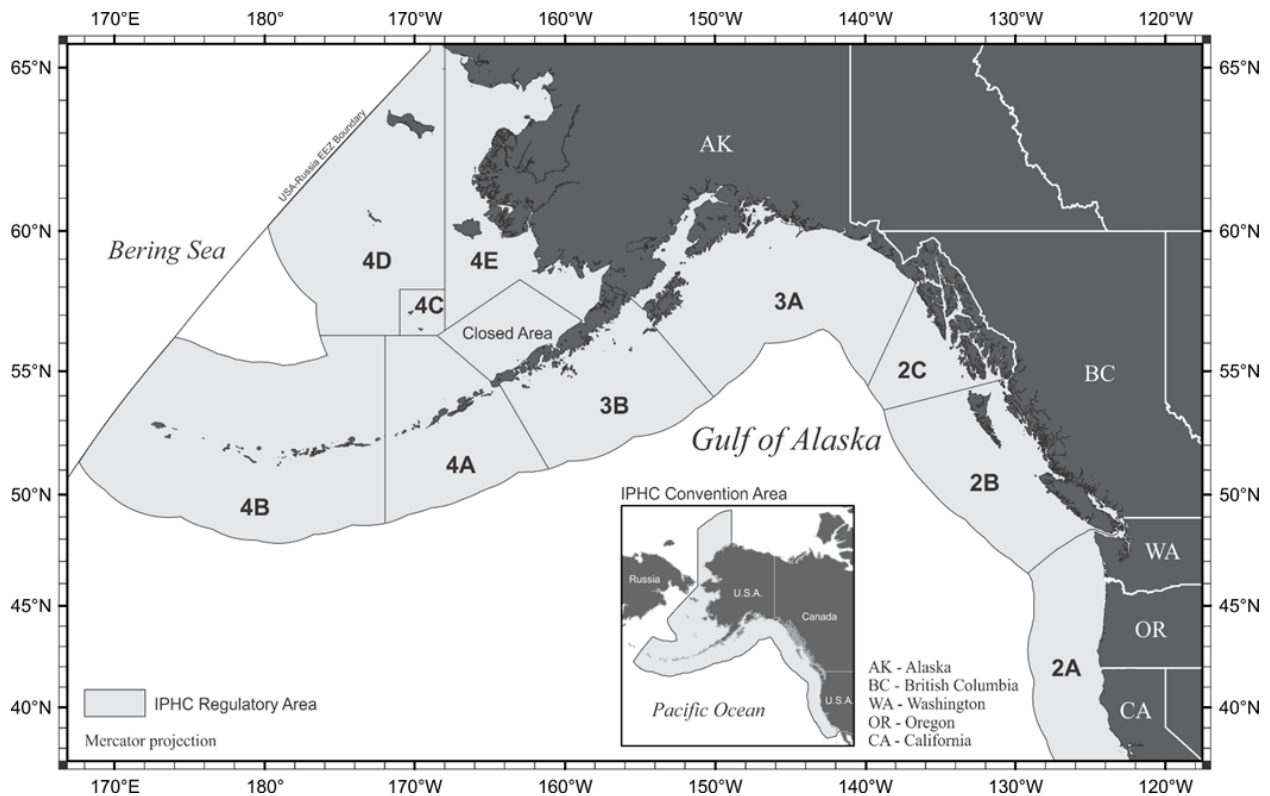 170°E 180° 170°W 160°W 150°W 140°W 130°W 120°W
65°N 65°N
USA-Russia EEZ Boundary
AK
60°N 60°N
Bering Sea
4D 4E
4C 3A
Closed Area
55°N 55°N
2C BC
3B
Gulf of Alaska
4A
2B
50°N 50°N
4B
IPHC Convention Area
WA
Russia
U.S.A.
Canada
45°N 45°N
OR
2A
AK - Alaska
BC - British Columbia
U.S.A.
IPHC Regulatory Area
WA - Washington
Pacific Ocean
40°N CA 40°N
OR - Oregon
Mercator projection
CA - California
170°E 180° 170°W 160°W 150°W 140°W 130°W 120°W